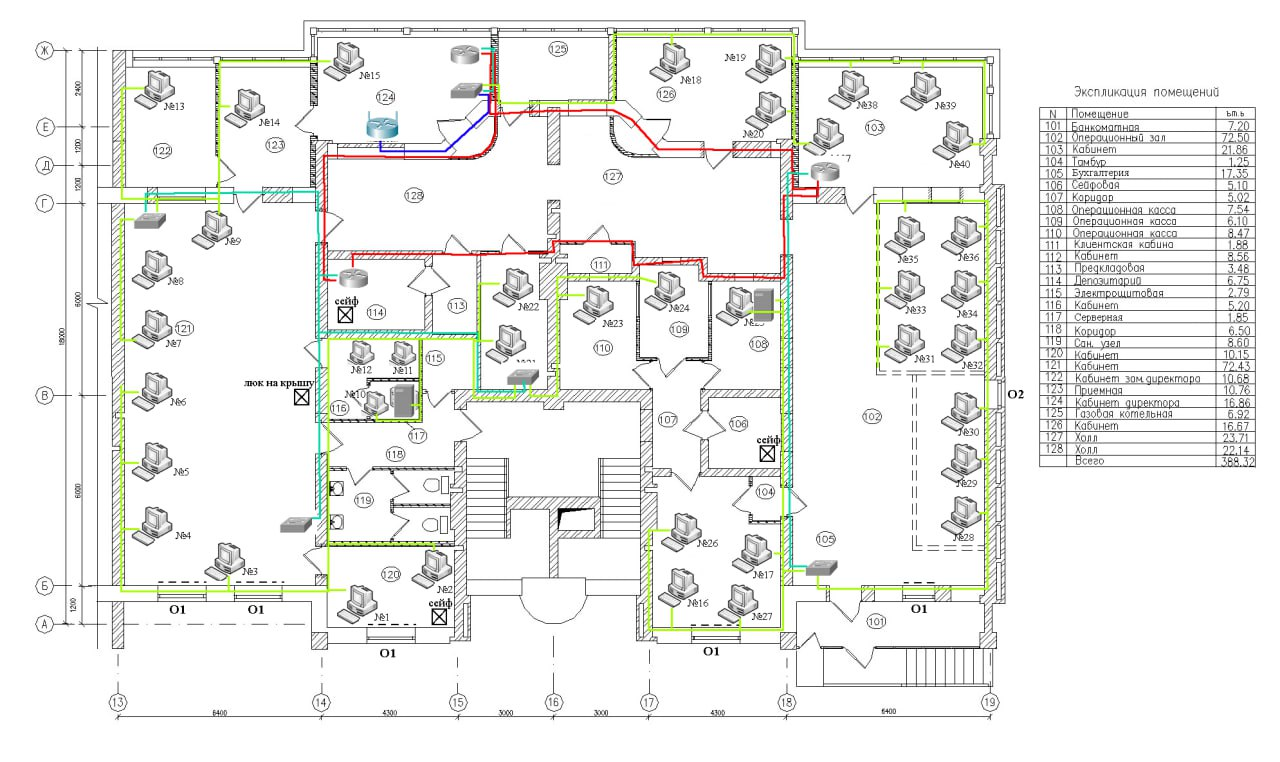 Ж
Е
Д
Г
В
Б
А
2400
1200
1200
6000
6000
1200
18000
13
14
15
16
17
18
19
6400
4300
3000
3000
4300
6400
№15
124
125
№18
№19
126
№20
№38
№39
103
№40
№13
№14
122
123
128
127
№9
№8
121
№7
№6
№5
№4
№3
люк на крышу
сейф
114
113
№22
111
№23
№24
109
110
108
№35
№36
№33
№34
№31
№32
№12
№11
115
№10
116
117
118
119
120
№2
№1
сейф
107
106
сейф
104
№26
№17
№16
№27
102
№30
№29
№28
105
101
О1
О1
О1
О1
О1
О2
Экспликация помещений
N Помещение
101 Банкоматная 7.20
102 Операционный зал 72.50
103 Кабинет 21.86
104 Тамбур 1.25
105 Бухгалтерия 17.35
106 Сейфовая 5.10
107 Коридор 5.02
108 Операционная касса 7.54
109 Операционная касса 6.10
110 Операционная касса 8.47
111 Клиентская кабина 1.88
112 Кабинет 8.56
113 Предкладовая 3.48
114 Депозитарий 6.75
115 Электрощитовая 2.79
116 Кабинет 5.20
117 Серверная 1.85
118 Коридор 6.50
119 Сан. узел 8.60
120 Кабинет 10.15
121 Кабинет 72.43
122 Кабинет зам.директора 10.68
123 Приемная 10.76
124 Кабинет директора 16.86
125 Газовая котельная 6.92
126 Кабинет 16.67
127 Холл 23.71
128 Холл 22.14
Всего 388.32